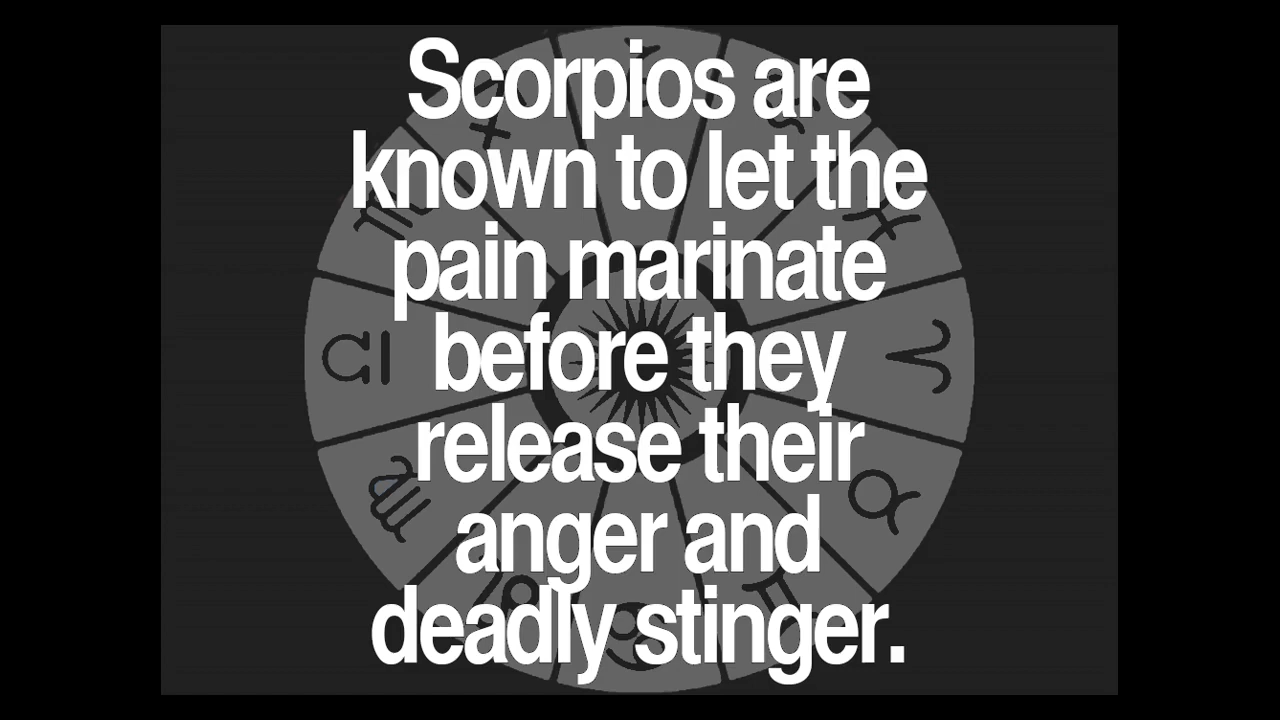 Scorpios are
known to let the
pain marinate
before they
release their
anger and
deadly stinger.